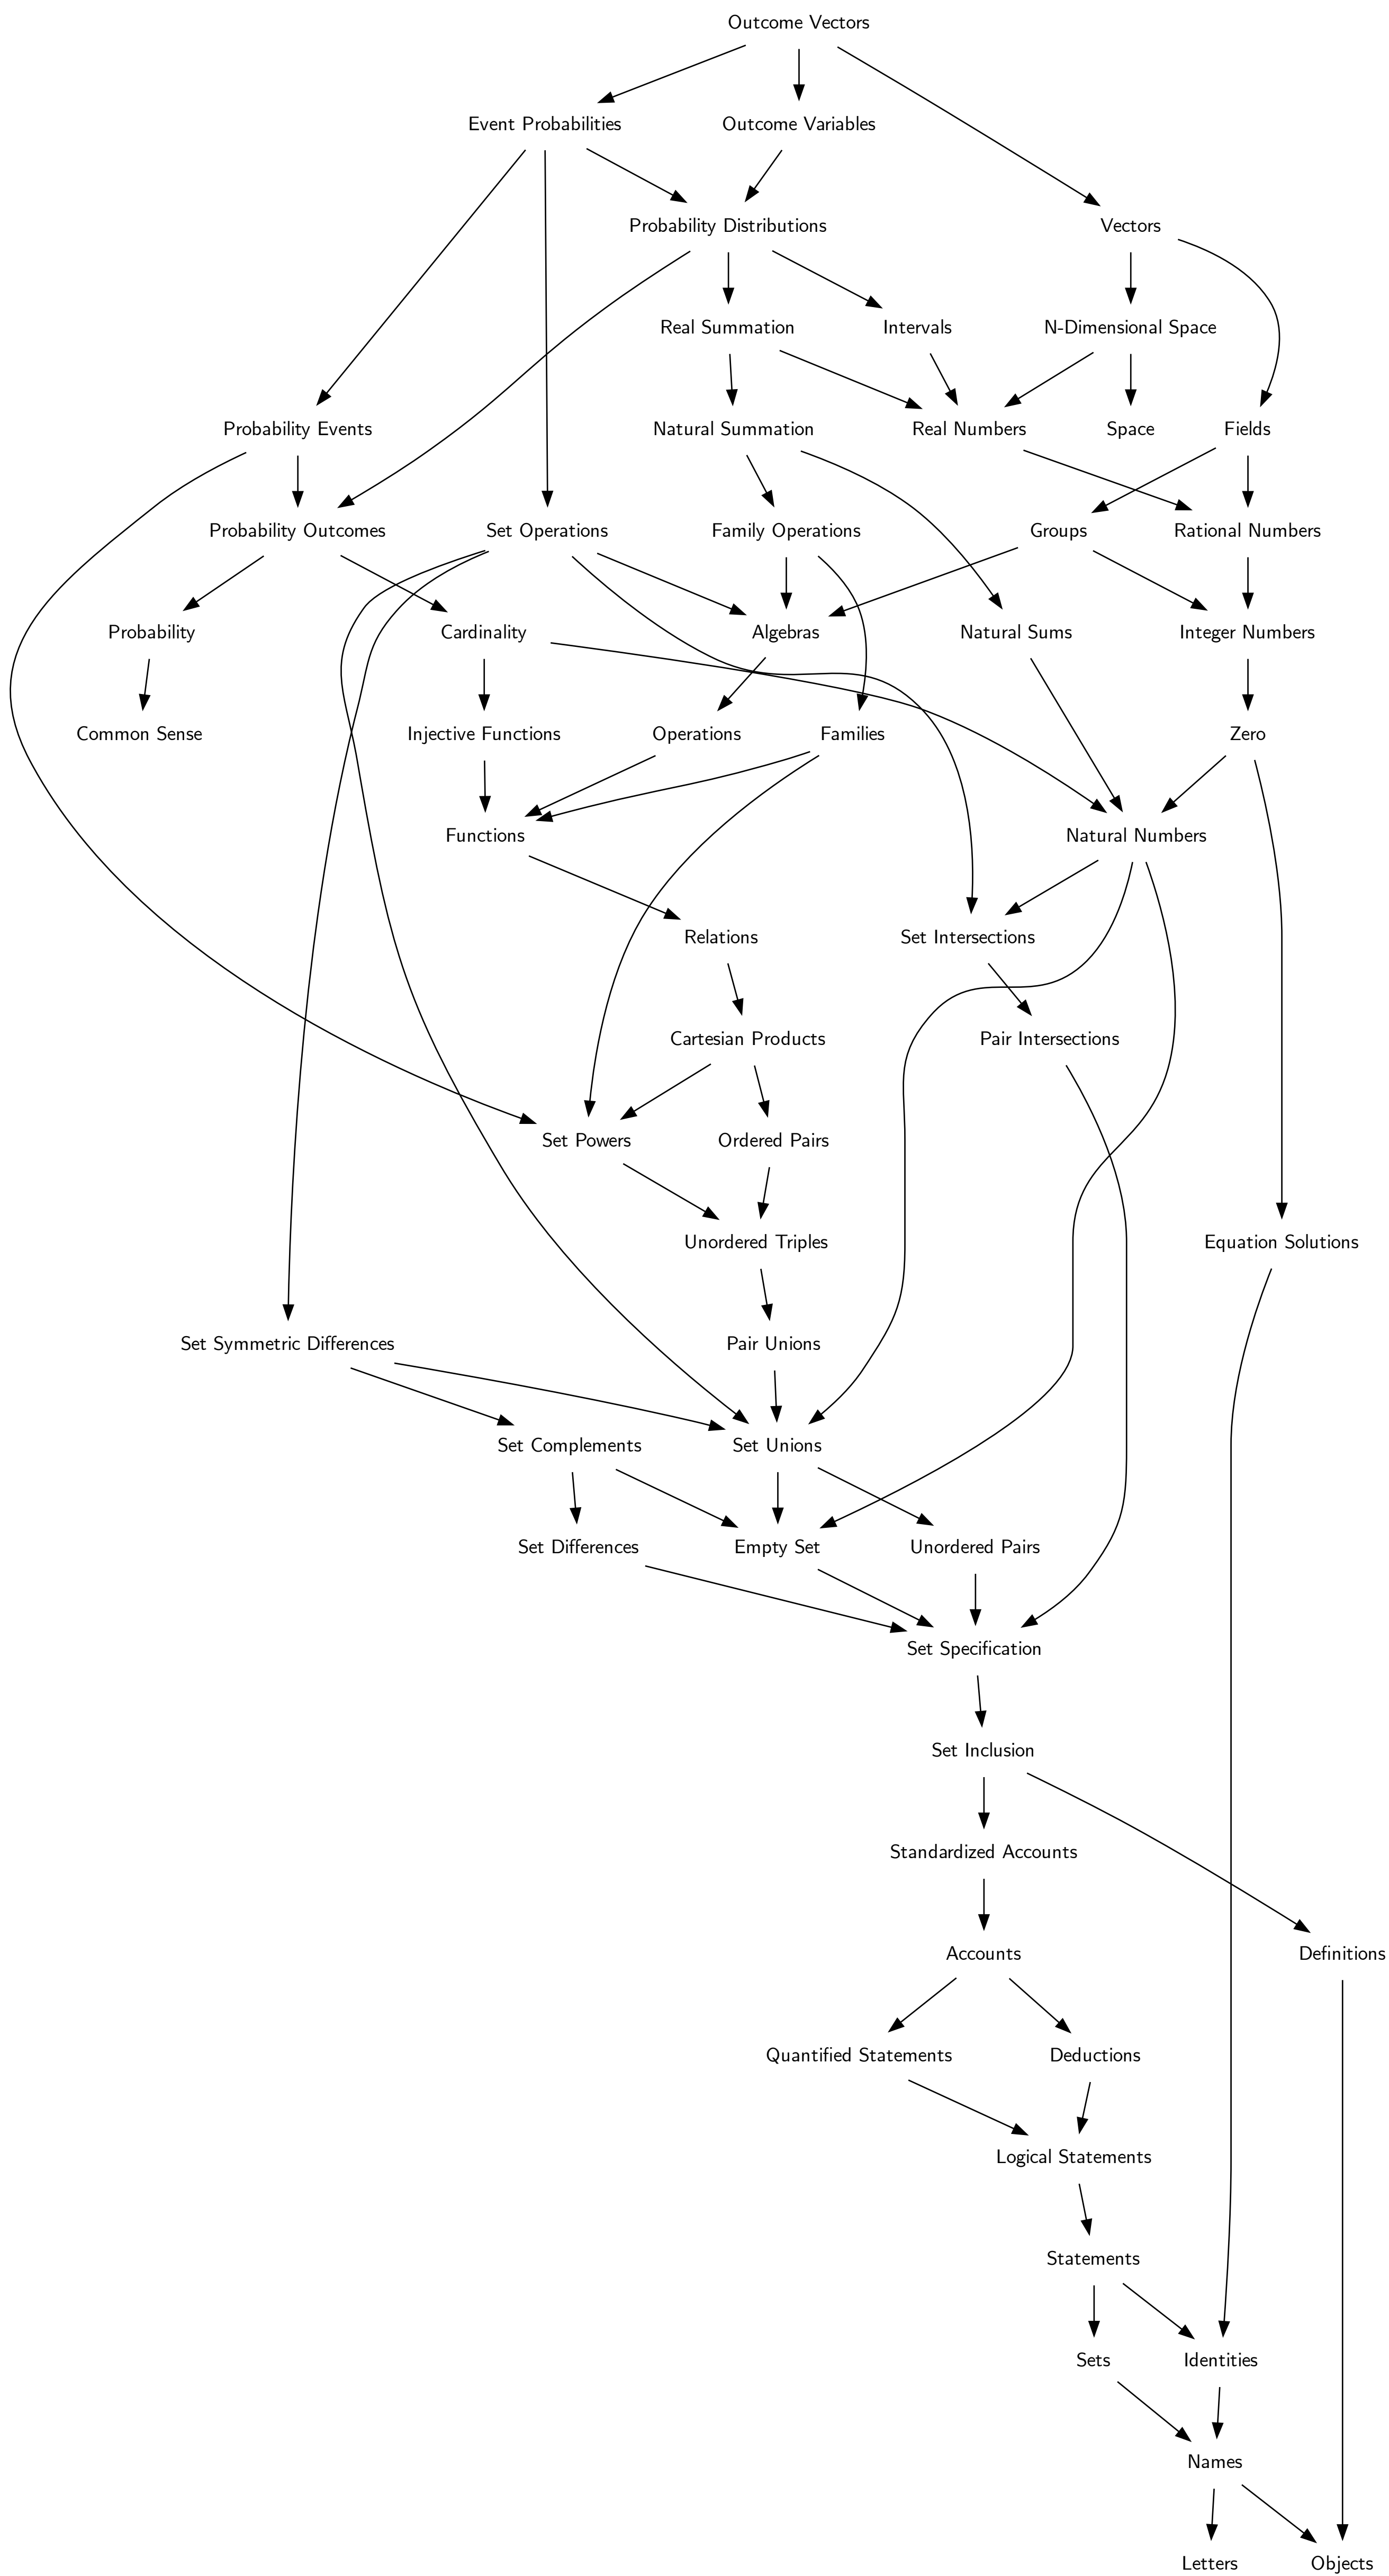 Outcome Vectors
Event Probabilities
Outcome Variables
Probability Distributions
Vectors
Real Summation
Intervals
N-Dimensional Space
Probability Events
Natural Summation
Real Numbers
Space
Fields
Probability Outcomes
Set Operations
Family Operations
Groups
Rational Numbers
Probability
Cardinality
Algebras
Natural Sums
Integer Numbers
Common Sense
Injective Functions
Operations
Families
Zero
Functions
Natural Numbers
Relations
Set Intersections
Cartesian Products
Pair Intersections
Set Powers
Ordered Pairs
Unordered Triples
Equation Solutions
Set Symmetric Differences
Pair Unions
Set Complements
Set Unions
Set Differences
Empty Set
Unordered Pairs
Set Specification
Set Inclusion
Standardized Accounts
Accounts
Definitions
Quantified Statements
Deductions
Logical Statements
Statements
Sets
Identities
Names
Letters
Objects